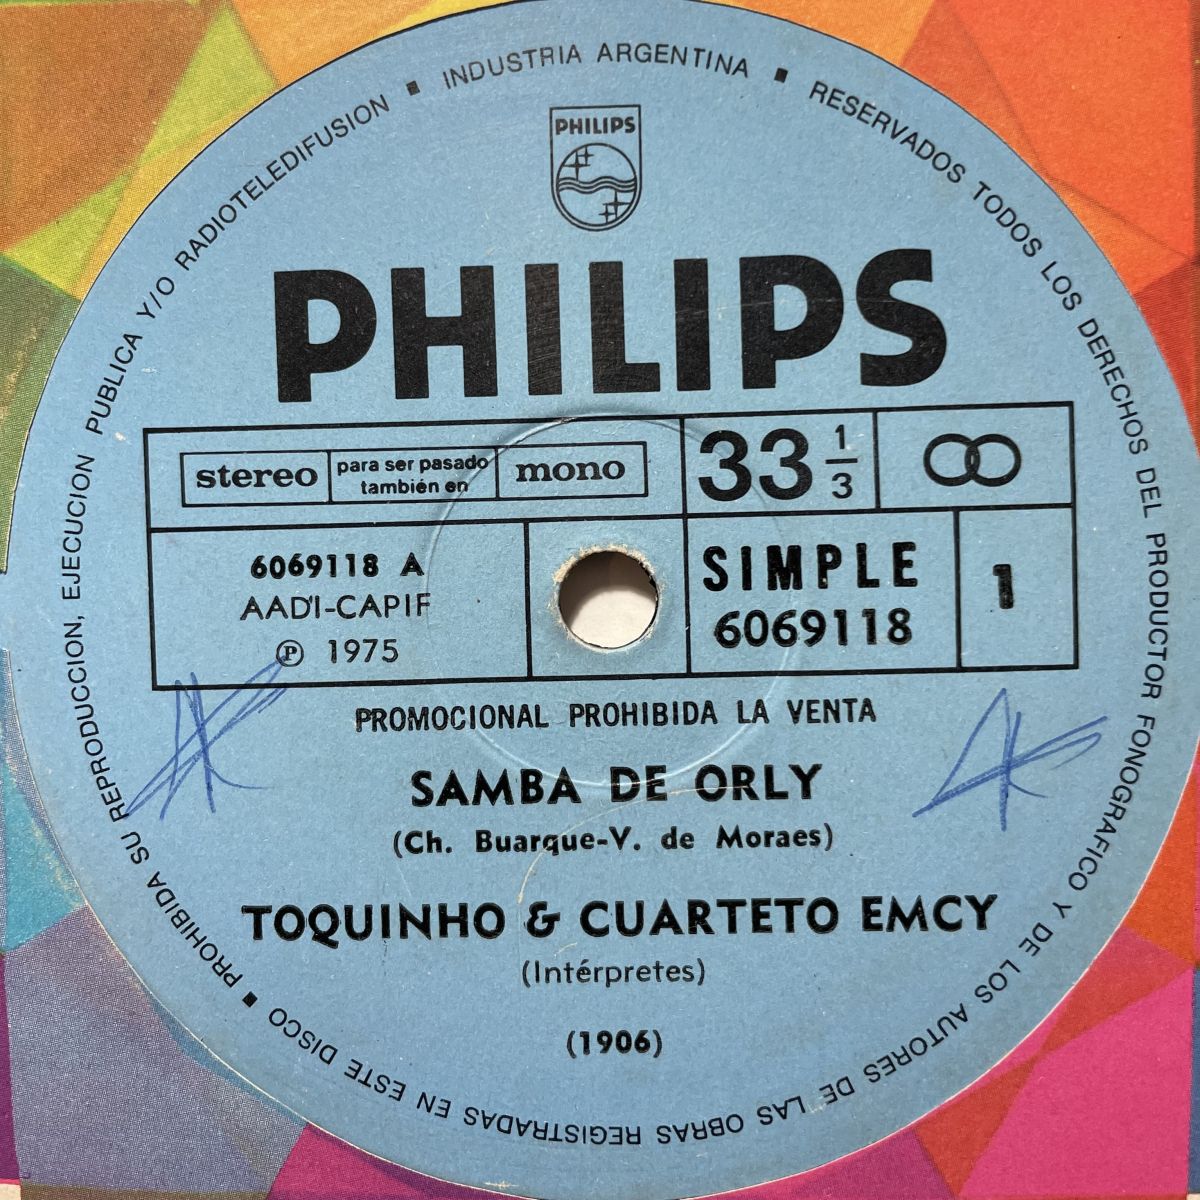 PROHIBIDA SU REPRODUCCION, EJECUCION PUBLICA Y/O RADIOTELEDIFUSION ▪ INDUSTRIA ARGENTINA ▪ RESERVADOS TODOS LOS DERECHOS DEL PRODUCTOR FONOGRAFICO Y DE LOS AUTORES DE LAS OBRAS REGISTRADAS EN ESTE DISCO ▪
PHILIPS
PHILIPS
stereo
para ser pasado
también en
mono
33 1/3
6069118 A
AADI-CAPIF
℗ 1975
SIMPLE
6069118
1
PROMOCIONAL PROHIBIDA LA VENTA
SAMBA DE ORLY
(Ch. Buarque-V. de Moraes)
TOQUINHO & CUARTETO EMCY
(Intérpretes)
(1906)